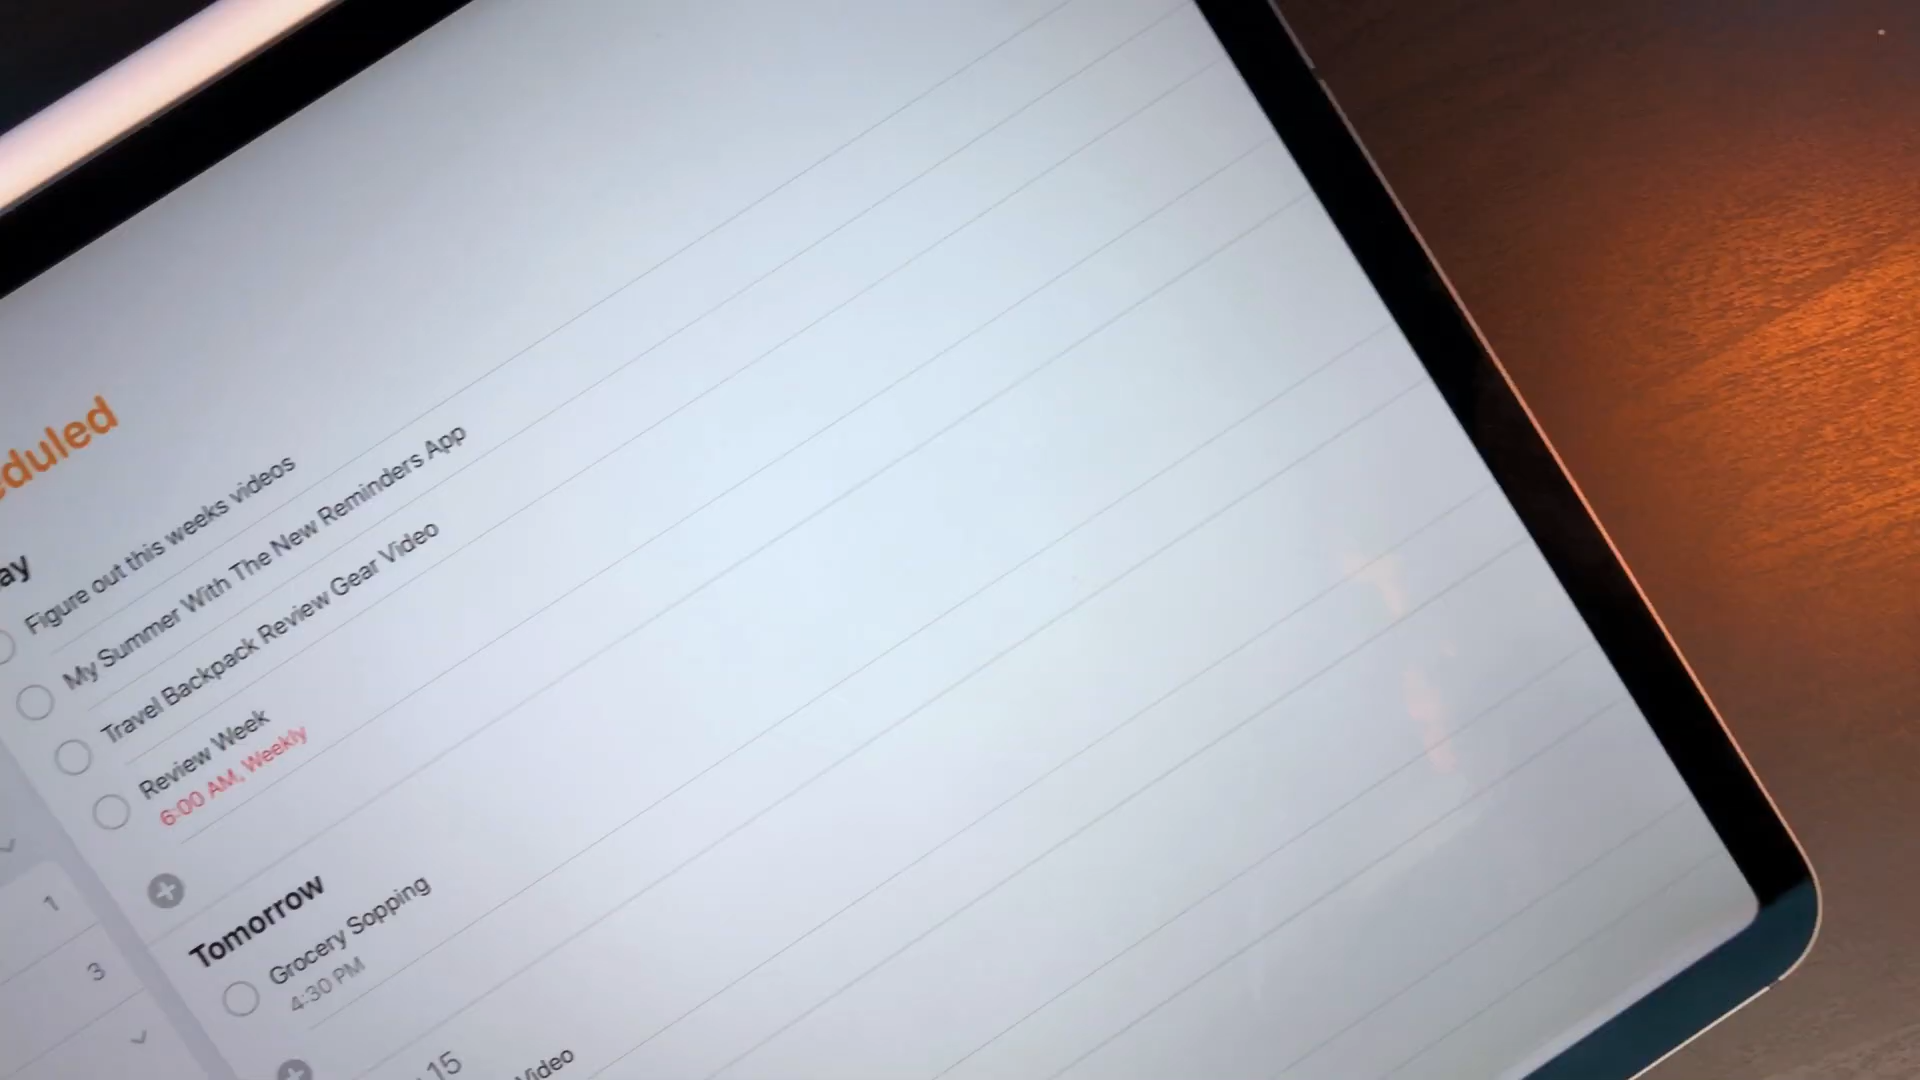 eduled
ay
Figure out this weeks videos
My Summer With The New Reminders App
Travel Backpack Review Gear Video
Review Week
6:00 AM, Weekly
1
Tomorrow
3
Grocery Sopping
4:30 PM
15
Video